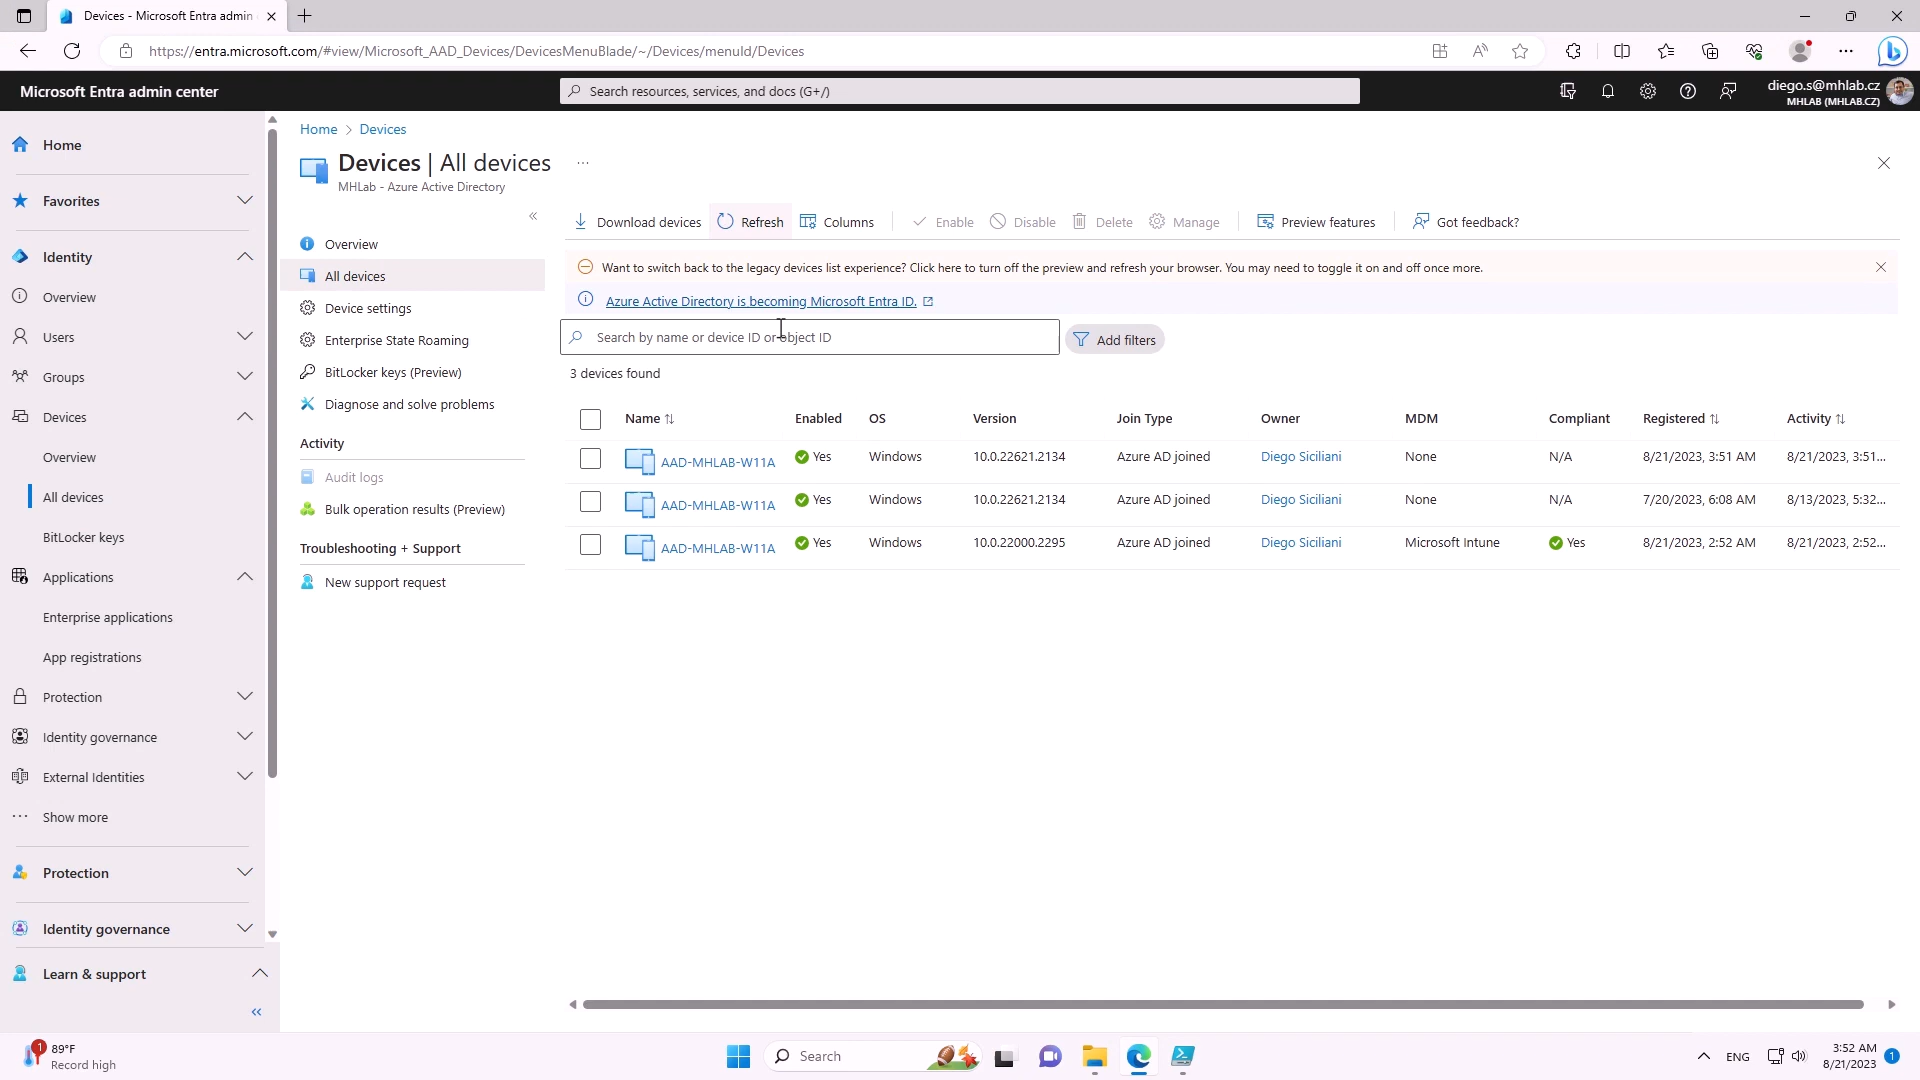 Devices - Microsoft Entra admin
https://entra.microsoft.com/#view/Microsoft_AAD_Devices/DevicesMenuBlade/~/Devices/menuId/Devices
Microsoft Entra admin center
Search resources, services, and docs (G+/)
diego.s@mhlab.cz
MHLAB (MHLAB.CZ)
Home
Favorites
Identity
Overview
Users
Groups
Devices
Overview
All devices
BitLocker keys
Applications
Enterprise applications
App registrations
Protection
Identity governance
External Identities
Show more
Protection
Identity governance
Learn & support
Home > Devices
Devices | All devices
MHLab - Azure Active Directory
Overview
All devices
Device settings
Enterprise State Roaming
BitLocker keys (Preview)
Diagnose and solve problems
Activity
Audit logs
Bulk operation results (Preview)
Troubleshooting + Support
New support request
Download devices Refresh Columns Enable Disable Delete Manage Preview features Got feedback?
Want to switch back to the legacy devices list experience? Click here to turn off the preview and refresh your browser. You may need to toggle it on and off once more.
Azure Active Directory is becoming Microsoft Entra ID.
Search by name or device ID or object ID
Add filters
3 devices found
Name Enabled OS Version Join Type Owner MDM Compliant Registered Activity
AAD-MHLAB-W11A Yes Windows 10.0.22621.2134 Azure AD joined Diego Siciliani None N/A 8/21/2023, 3:51 AM 8/21/2023, 3:51...
AAD-MHLAB-W11A Yes Windows 10.0.22621.2134 Azure AD joined Diego Siciliani None N/A 7/20/2023, 6:08 AM 8/13/2023, 5:32...
AAD-MHLAB-W11A Yes Windows 10.0.22000.2295 Azure AD joined Diego Siciliani Microsoft Intune Yes 8/21/2023, 2:52 AM 8/21/2023, 2:52...
1
89°F
Record high
Search
ENG
3:52 AM
8/21/2023
1